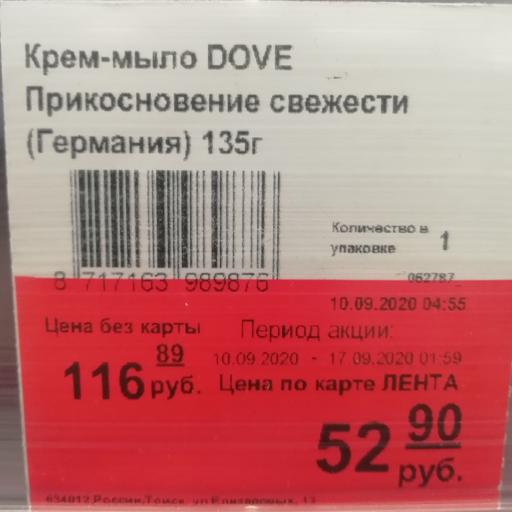 Крем-мыло DOVE
Прикосновение свежести
(Германия) 135г
Количество в
упаковке 1
8 717163 989876
062787
10.09.2020 04:55
Цена без карты
Период акции:
89
10.09.2020 - 17.09.2020 01:59
116 руб.
Цена по карте ЛЕНТА
52 90
руб.
634012, Россия, Томск, ул Елизаровых, 13